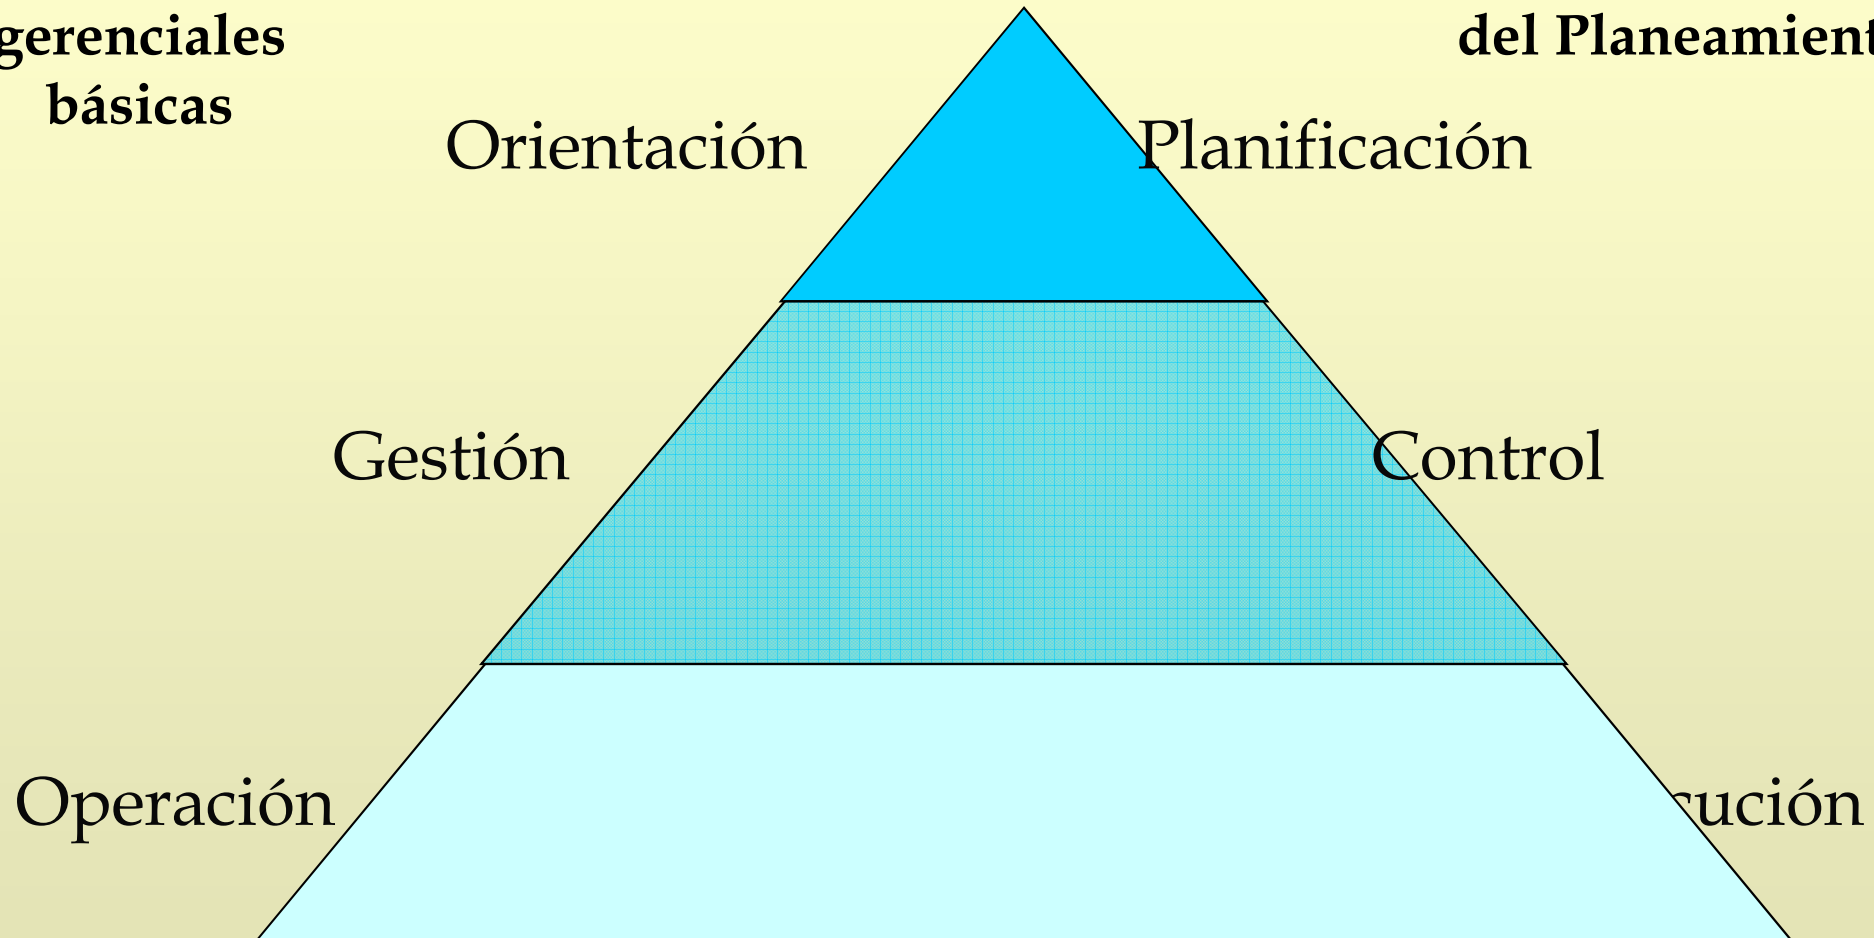 gerenciales
básicas
del Planeamient
Orientación
Planificación
Gestión
Control
Operación
cución